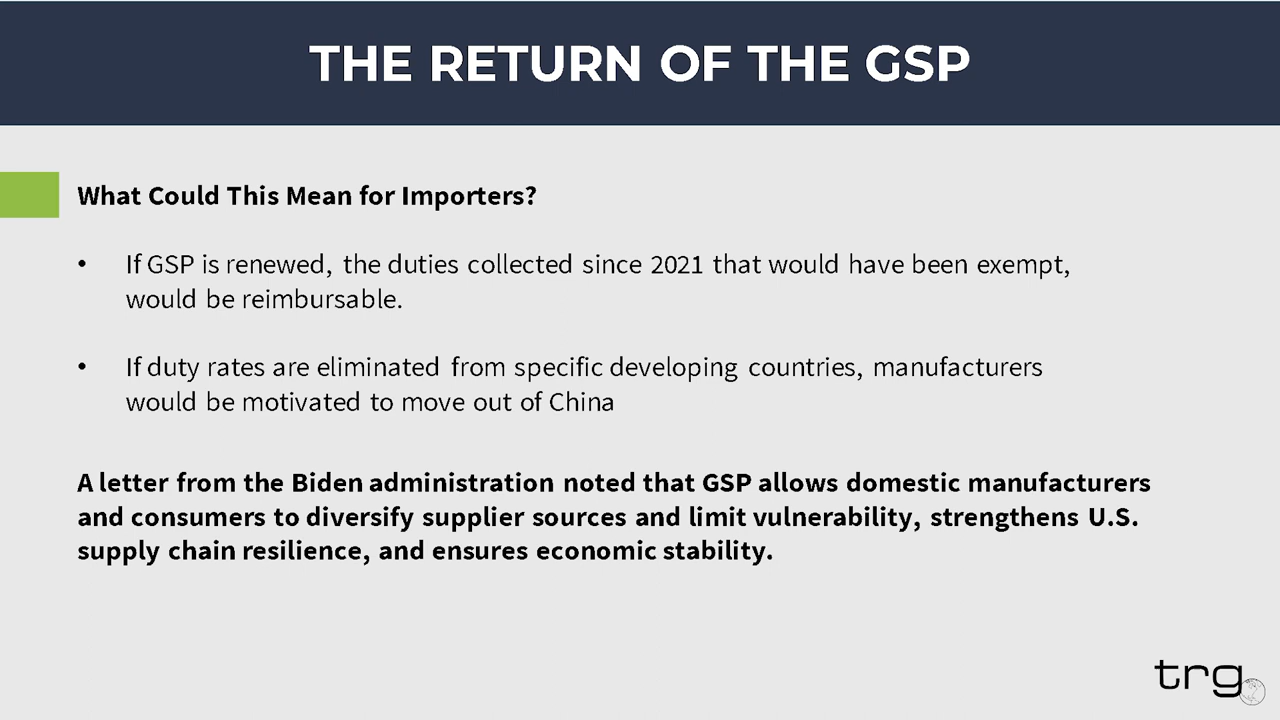 THE RETURN OF THE GSP
What Could This Mean for Importers?
• If GSP is renewed, the duties collected since 2021 that would have been exempt,
would be reimbursable.
• If duty rates are eliminated from specific developing countries, manufacturers
would be motivated to move out of China
A letter from the Biden administration noted that GSP allows domestic manufacturers
and consumers to diversify supplier sources and limit vulnerability, strengthens U.S.
supply chain resilience, and ensures economic stability.
trg